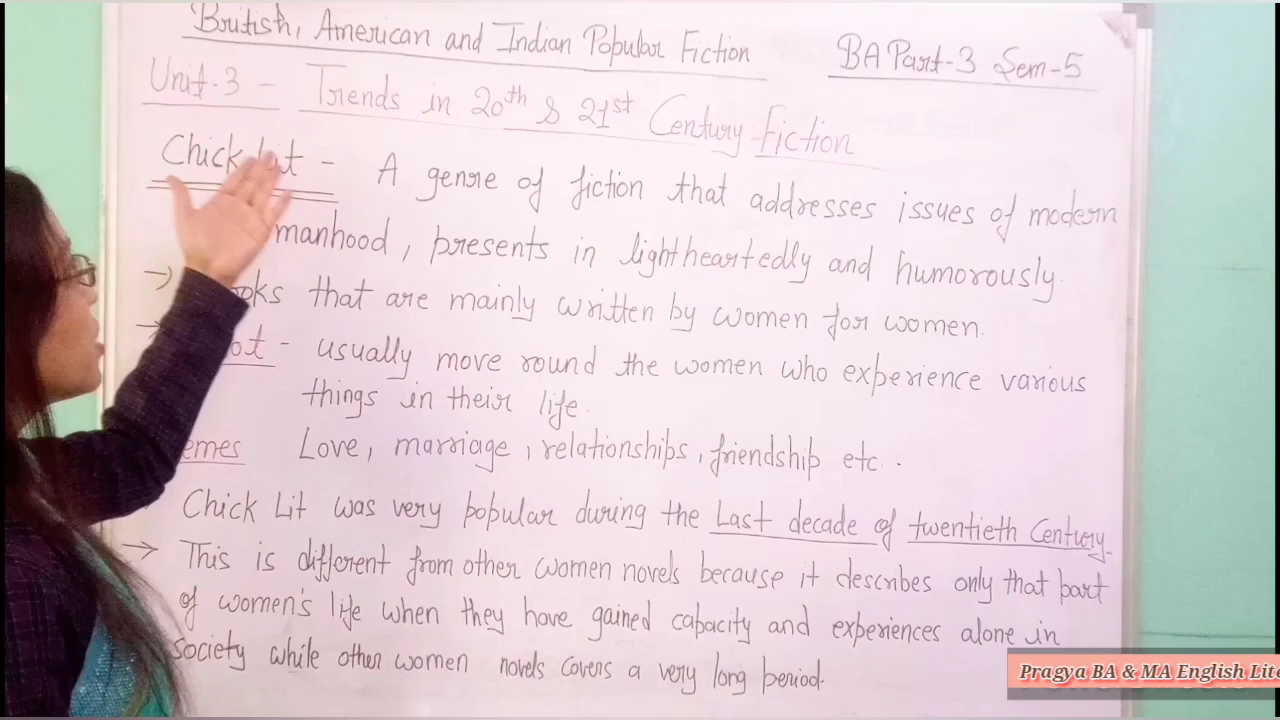 British, American and Indian Popular Fiction BA Part-3 Sem-5
Unit-3 - Trends in 20th & 21st Century Fiction
Chick Lit - A genre of fiction that addresses issues of modern
manhood, presents in lightheartedly and humorously.
→ ooks that are mainly written by women for women.
→ ot - usually move round the women who experience various
things in their life.
emes Love, marriage, relationships, friendship etc.
Chick Lit was very popular during the Last decade of twentieth Century.
→ This is different from other women novels because it describes only that part
of women's life when they have gained capacity and experiences alone in
society while other women novels covers a very long period.
Pragya BA & MA English Lite